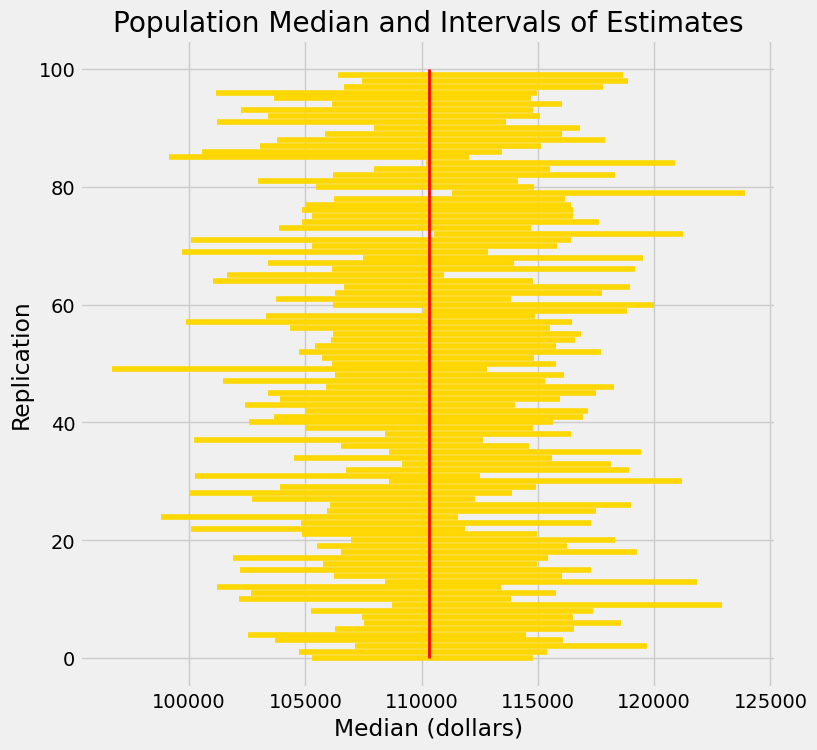 Population Median and Intervals of Estimates
100
80
60
40
20
0
Replication
100000 105000 110000 115000 120000 125000
Median (dollars)